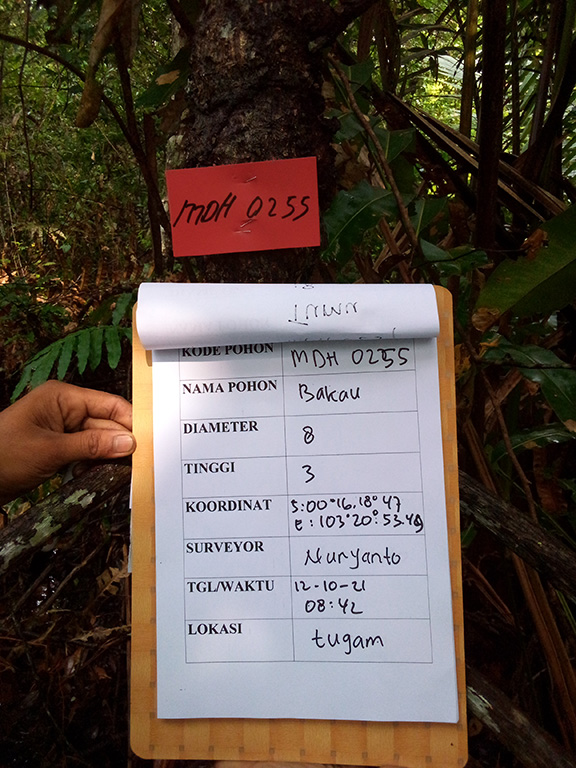 MDH 0255
KODE POHON MDH 0255
NAMA POHON Bakau
DIAMETER 8
TINGGI 3
KOORDINAT S:00°16.18°47
e:103°20:53.49
SURVEYOR Nuryanto
TGL/WAKTU 12-10-21
08:42
LOKASI tugam